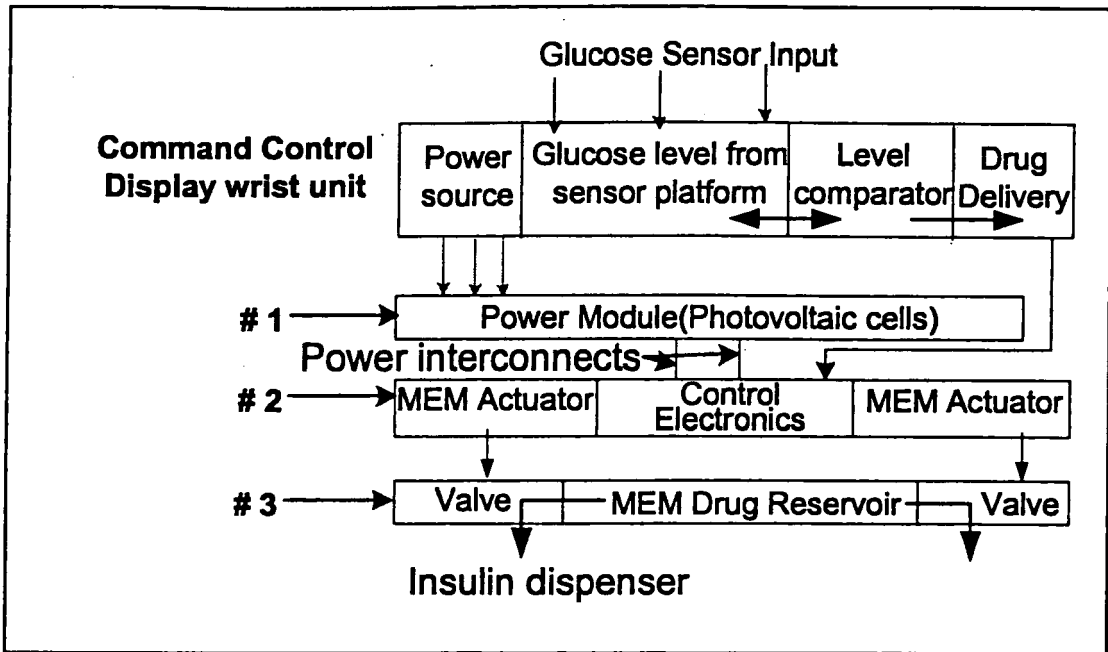 Glucose Sensor Input
Command Control
Display wrist unit
Power
source
Glucose level from
sensor platform
Level
comparator
Drug
Delivery
# 1
Power Module(Photovoltaic cells)
Power interconnects
# 2
MEM Actuator
Control
Electronics
MEM Actuator
# 3
Valve
MEM Drug Reservoir
Valve
Insulin dispenser